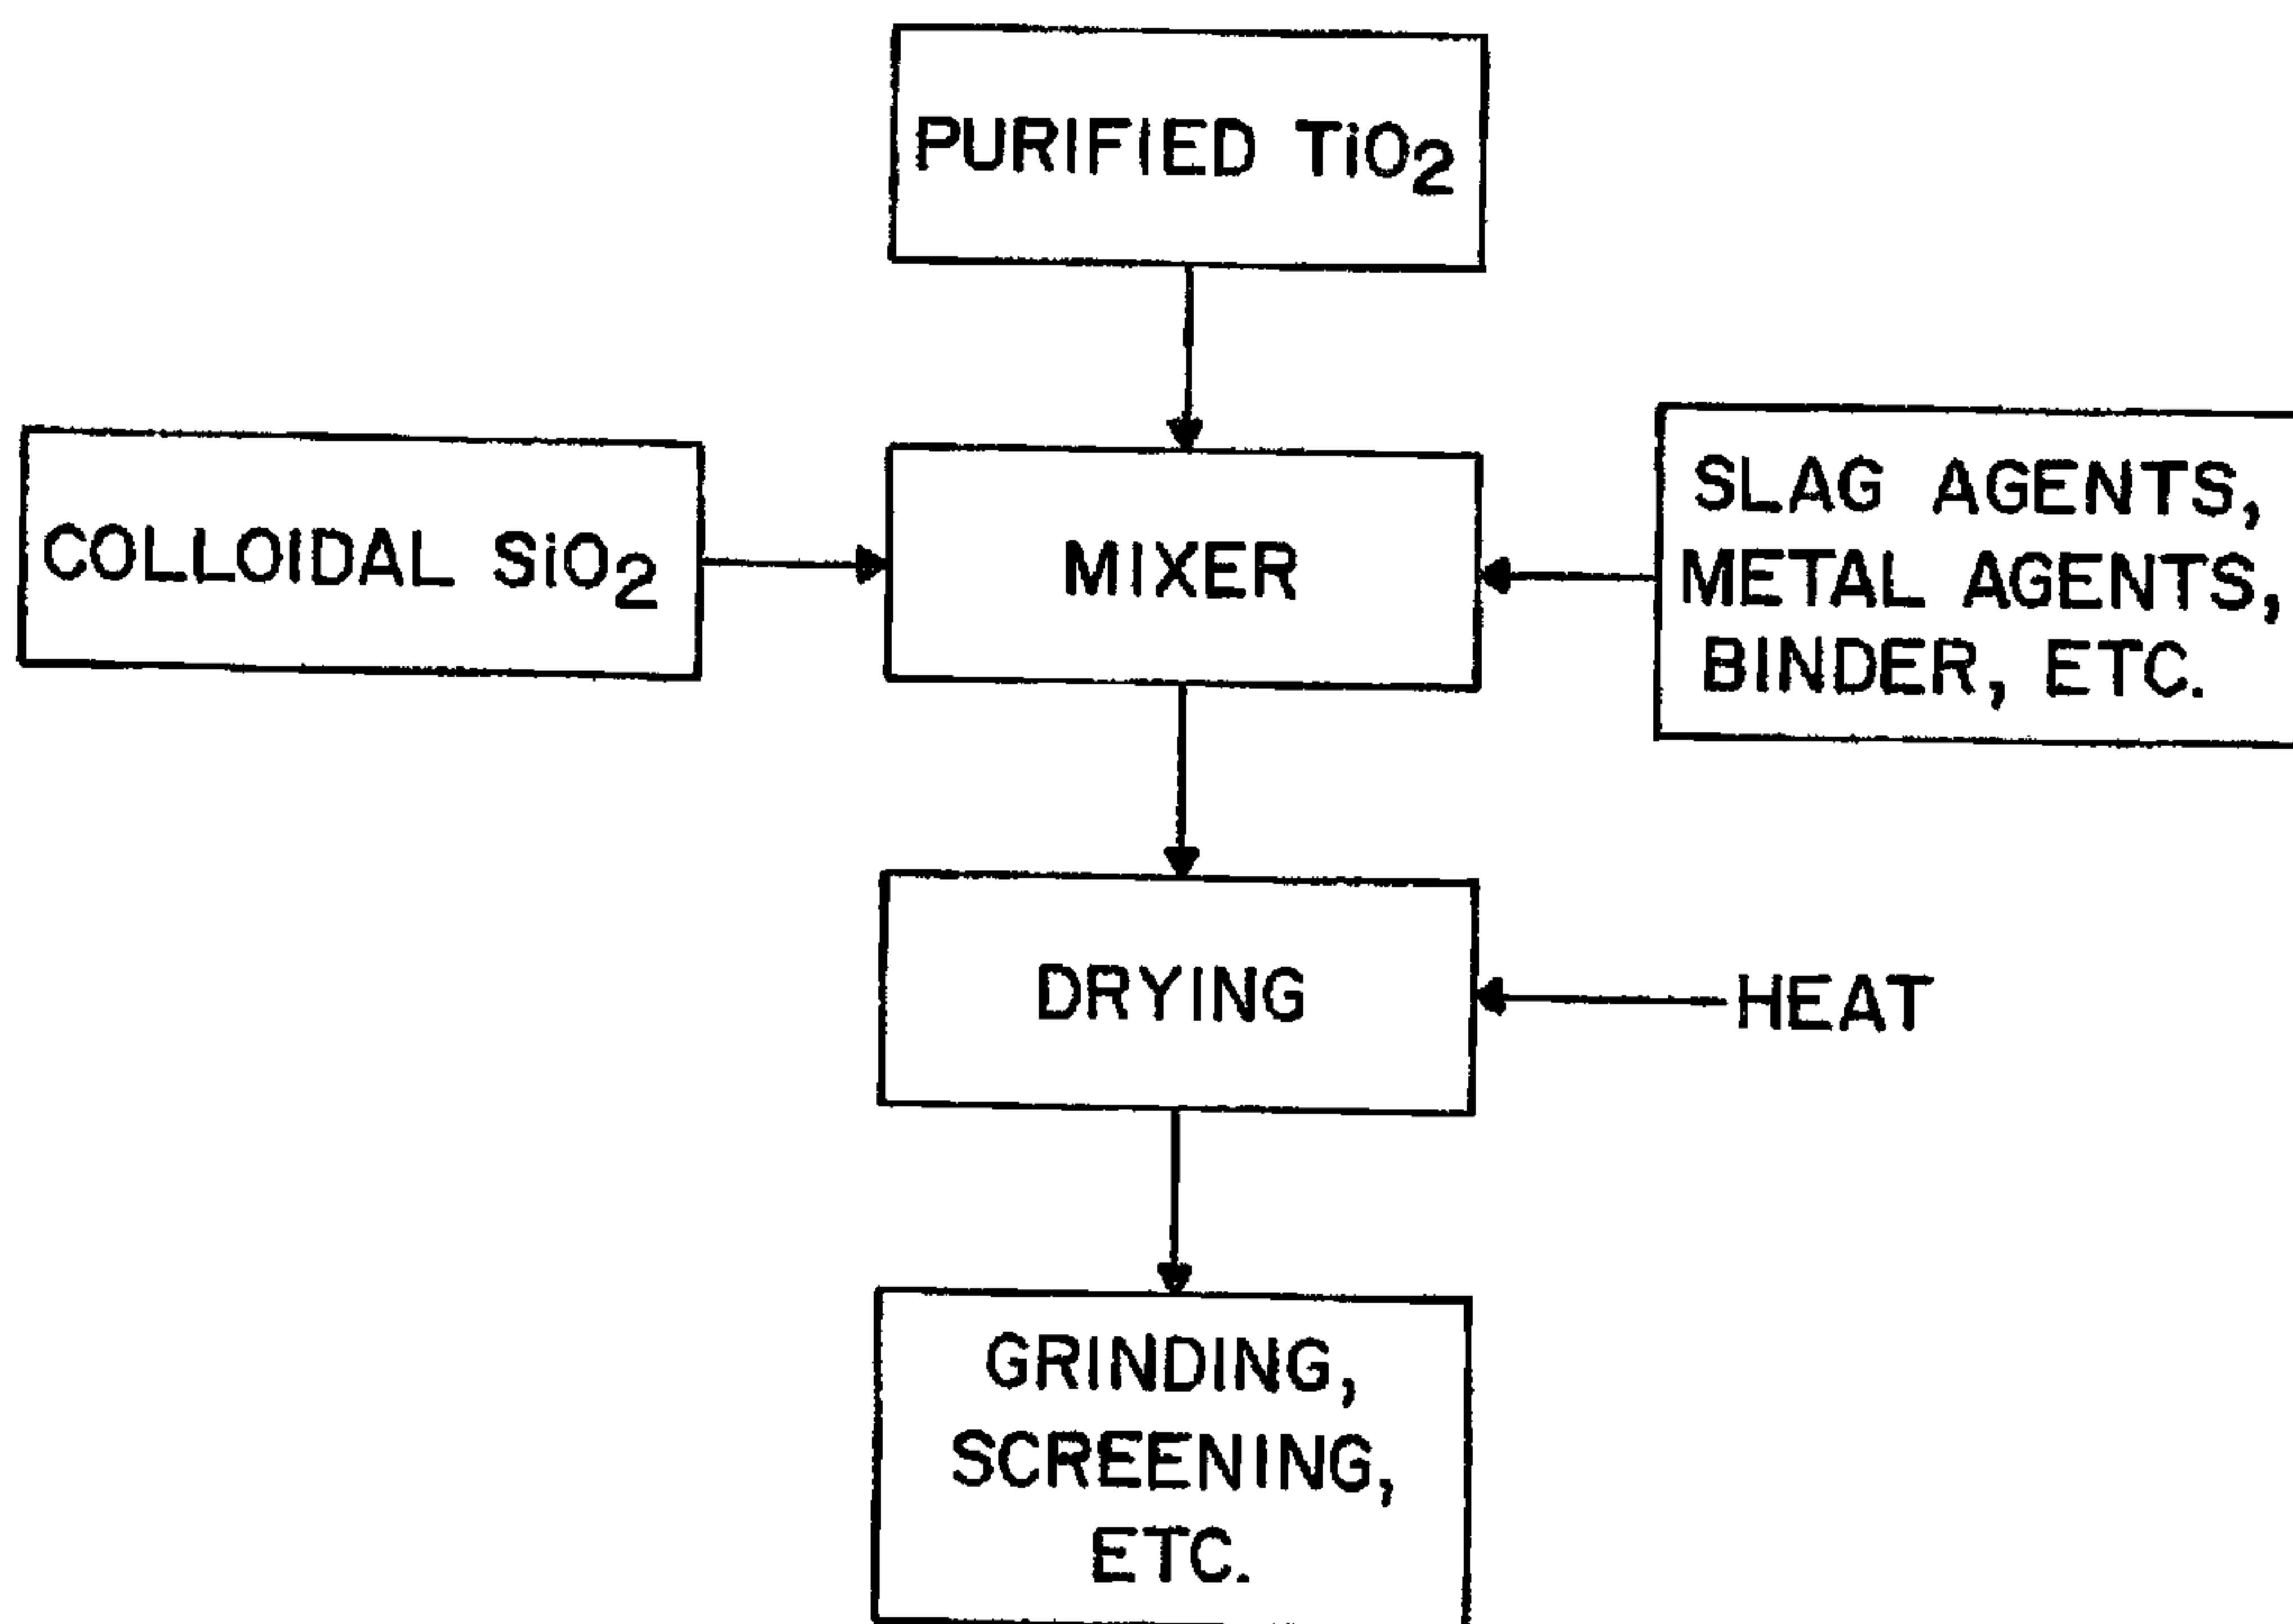 PURIFIED TiO2
COLLOIDAL SiO2
MIXER
SLAG AGENTS,
METAL AGENTS,
BINDER, ETC.
DRYING
HEAT
GRINDING,
SCREENING,
ETC.